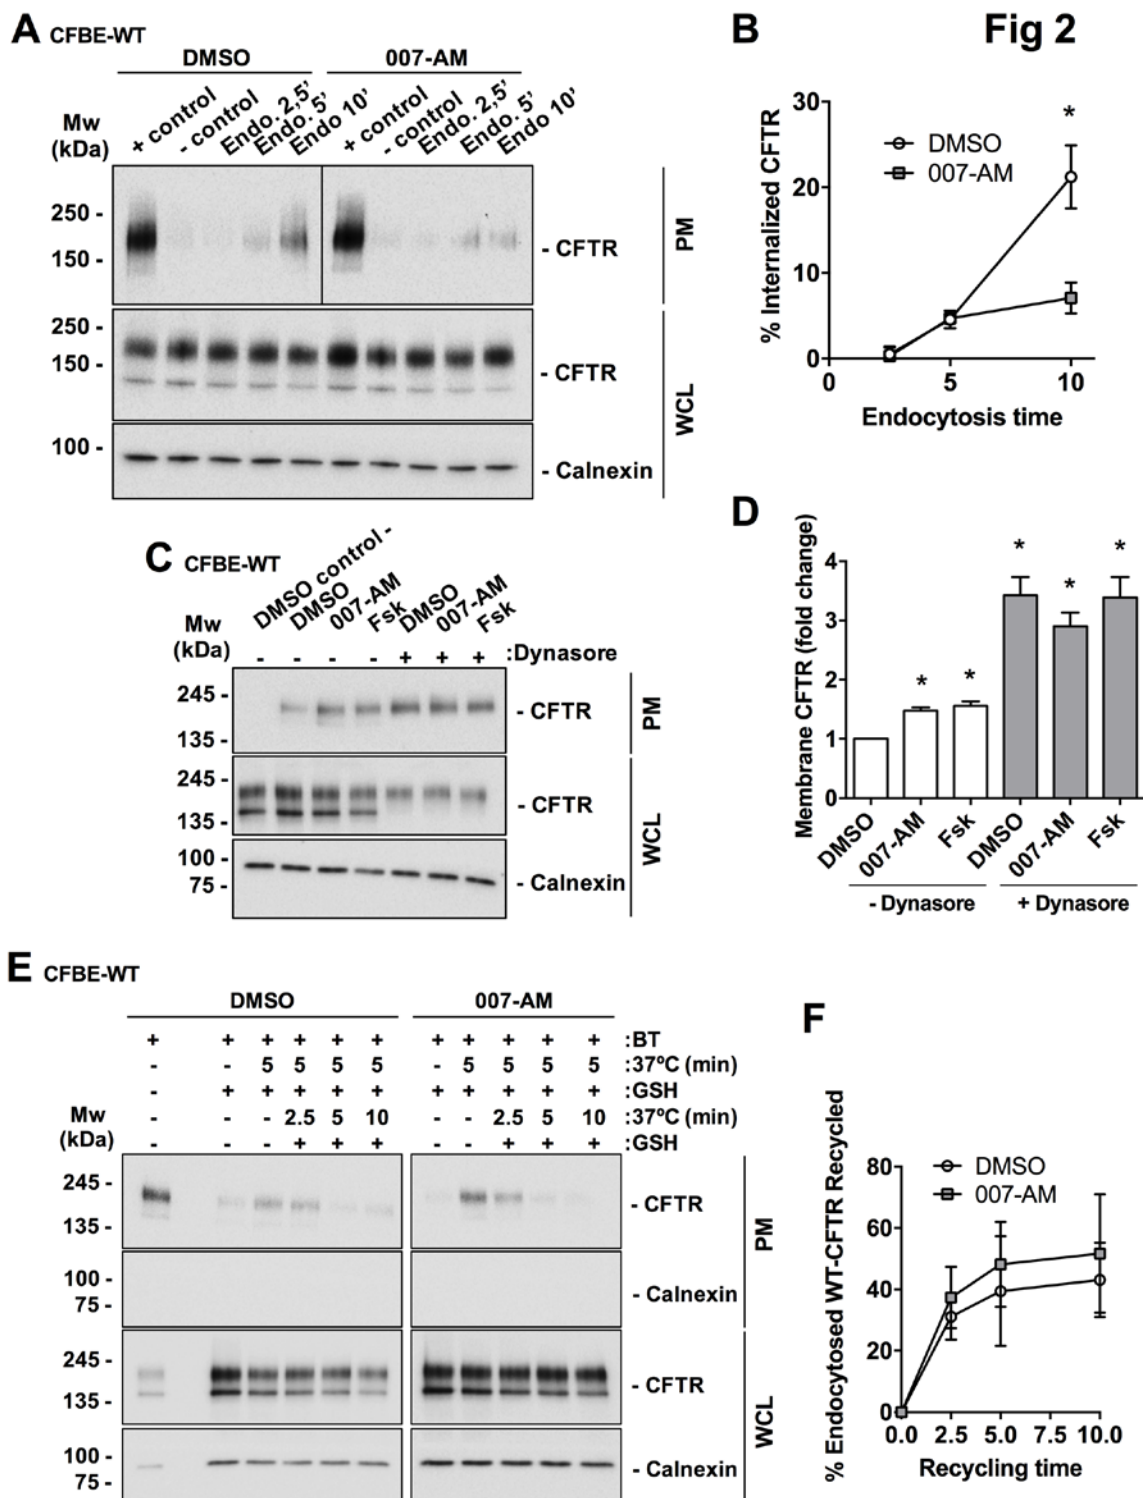 A CFBE-WT
DMSO
007-AM
+ control
- control
Endo. 2,5'
Endo. 5'
Endo 10'
+ control
- control
Endo. 2,5'
Endo. 5'
Endo 10'
Mw
(kDa)
250 -
150 -
- CFTR
PM
250 -
150 -
- CFTR
100 -
- Calnexin
WCL
B
Fig 2
% Internalized CFTR
30
20
10
0
DMSO
007-AM
*
0 5 10
Endocytosis time
C CFBE-WT
DMSO control -
DMSO
007-AM
Fsk
DMSO
007-AM
Fsk
Mw
(kDa)
- - - - + + + :Dynasore
245 -
135 -
- CFTR
PM
245 -
135 -
- CFTR
100 -
75 -
- Calnexin
WCL
D
Membrane CFTR (fold change)
4
3
2
1
0
* * * * *
DMSO
007-AM
Fsk
DMSO
007-AM
Fsk
- Dynasore
+ Dynasore
E CFBE-WT
DMSO
007-AM
+ + + + + + + + + + + :BT
- - 5 5 5 5 - 5 5 5 5 :37ºC (min)
- + + + + + + + + + + :GSH
- - - 2.5 5 10 - - 2.5 5 10 :37ºC (min)
- - - + + + - - + + + :GSH
Mw
(kDa)
245 -
135 -
- CFTR
100 -
75 -
- Calnexin
PM
245 -
135 -
- CFTR
100 -
75 -
- Calnexin
WCL
F
% Endocytosed WT-CFTR Recycled
80
60
40
20
0
DMSO
007-AM
0.0 2.5 5.0 7.5 10.0
Recycling time